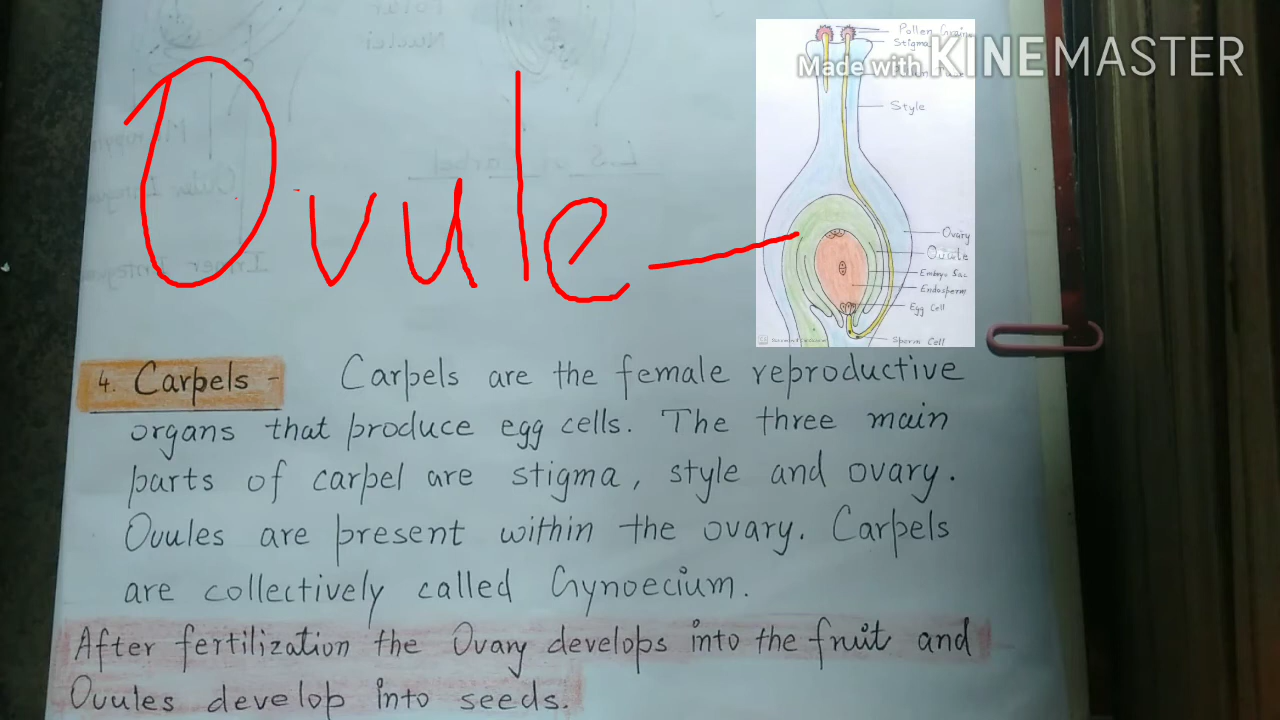 Pollen Grain
Stigma
Made with KINEMASTER
Style
Ovule
Ovary
Ovule
Embryo Sac
Endosperm
Egg Cell
Sperm Cell
4. Carpels - Carpels are the female reproductive
organs that produce egg cells. The three main
parts of carpel are stigma, style and ovary.
Ovules are present within the ovary. Carpels
are collectively called Gynoecium.
After fertilization the Ovary develops into the fruit and
Ovules develop into seeds.